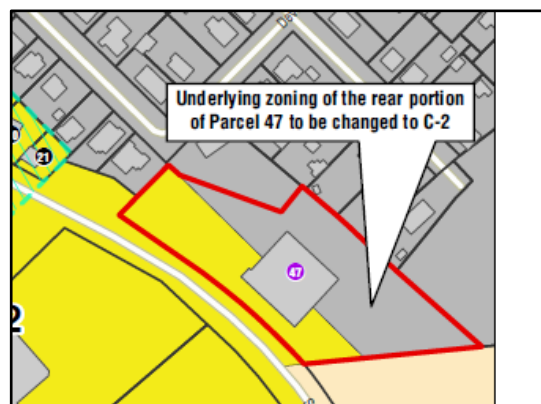 Underlying zoning of the rear portion
of Parcel 47 to be changed to C-2
21
47
2